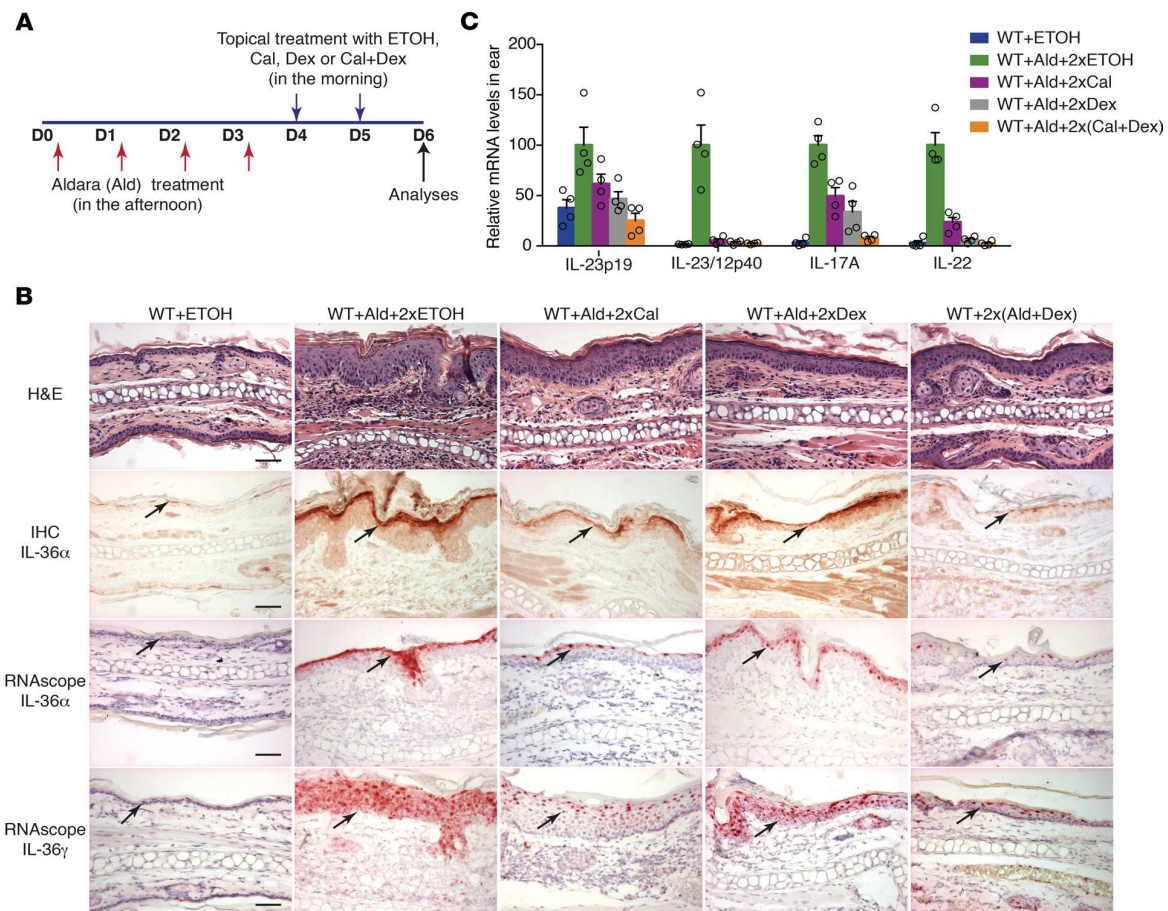 A
Topical treatment with ETOH,
Cal, Dex or Cal+Dex
(in the morning)
D0 D1 D2 D3 D4 D5 D6
Aldara (Ald) treatment
(in the afternoon)
Analyses
C
Relative mRNA levels in ear
200
150
100
50
0
IL-23p19 IL-23/12p40 IL-17A IL-22
WT+ETOH
WT+Ald+2xETOH
WT+Ald+2xCal
WT+Ald+2xDex
WT+Ald+2x(Cal+Dex)
B
WT+ETOH WT+Ald+2xETOH WT+Ald+2xCal WT+Ald+2xDex WT+2x(Ald+Dex)
H&E
IHC
IL-36α
RNAscope
IL-36α
RNAscope
IL-36γ